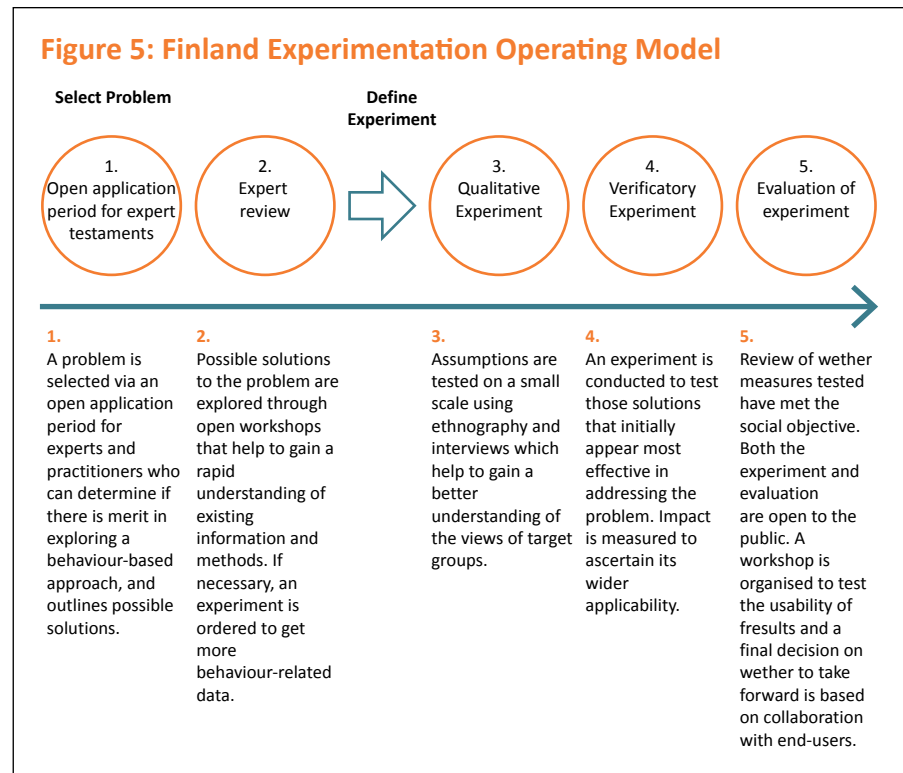 Figure 5: Finland Experimentation Operating Model
Select Problem
Define
Experiment
1.
Open application
period for expert
testaments
2.
Expert
review
3.
Qualitative
Experiment
4.
Verificatory
Experiment
5.
Evaluation of
experiment
1.
A problem is
selected via an
open application
period for
experts and
practitioners who
can determine if
there is merit in
exploring a
behaviour-based
approach, and
outlines possible
solutions.
2.
Possible solutions
to the problem are
explored through
open workshops
that help to gain a
rapid
understanding of
existing
information and
methods. If
necessary, an
experiment is
ordered to get
more
behaviour-related
data.
3.
Assumptions are
tested on a small
scale using
ethnography and
interviews which
help to gain a
better
understanding of
the views of target
groups.
4.
An experiment is
conducted to test
those solutions
that initially
appear most
effective in
addressing the
problem. Impact
is measured to
ascertain its
wider
applicability.
5.
Review of wether
measures tested
have met the
social objective.
Both the
experiment and
evaluation
are open to the
public. A
workshop is
organised to test
the usability of
fresults and a
final decision on
wether to take
forward is based
on collaboration
with end-users.